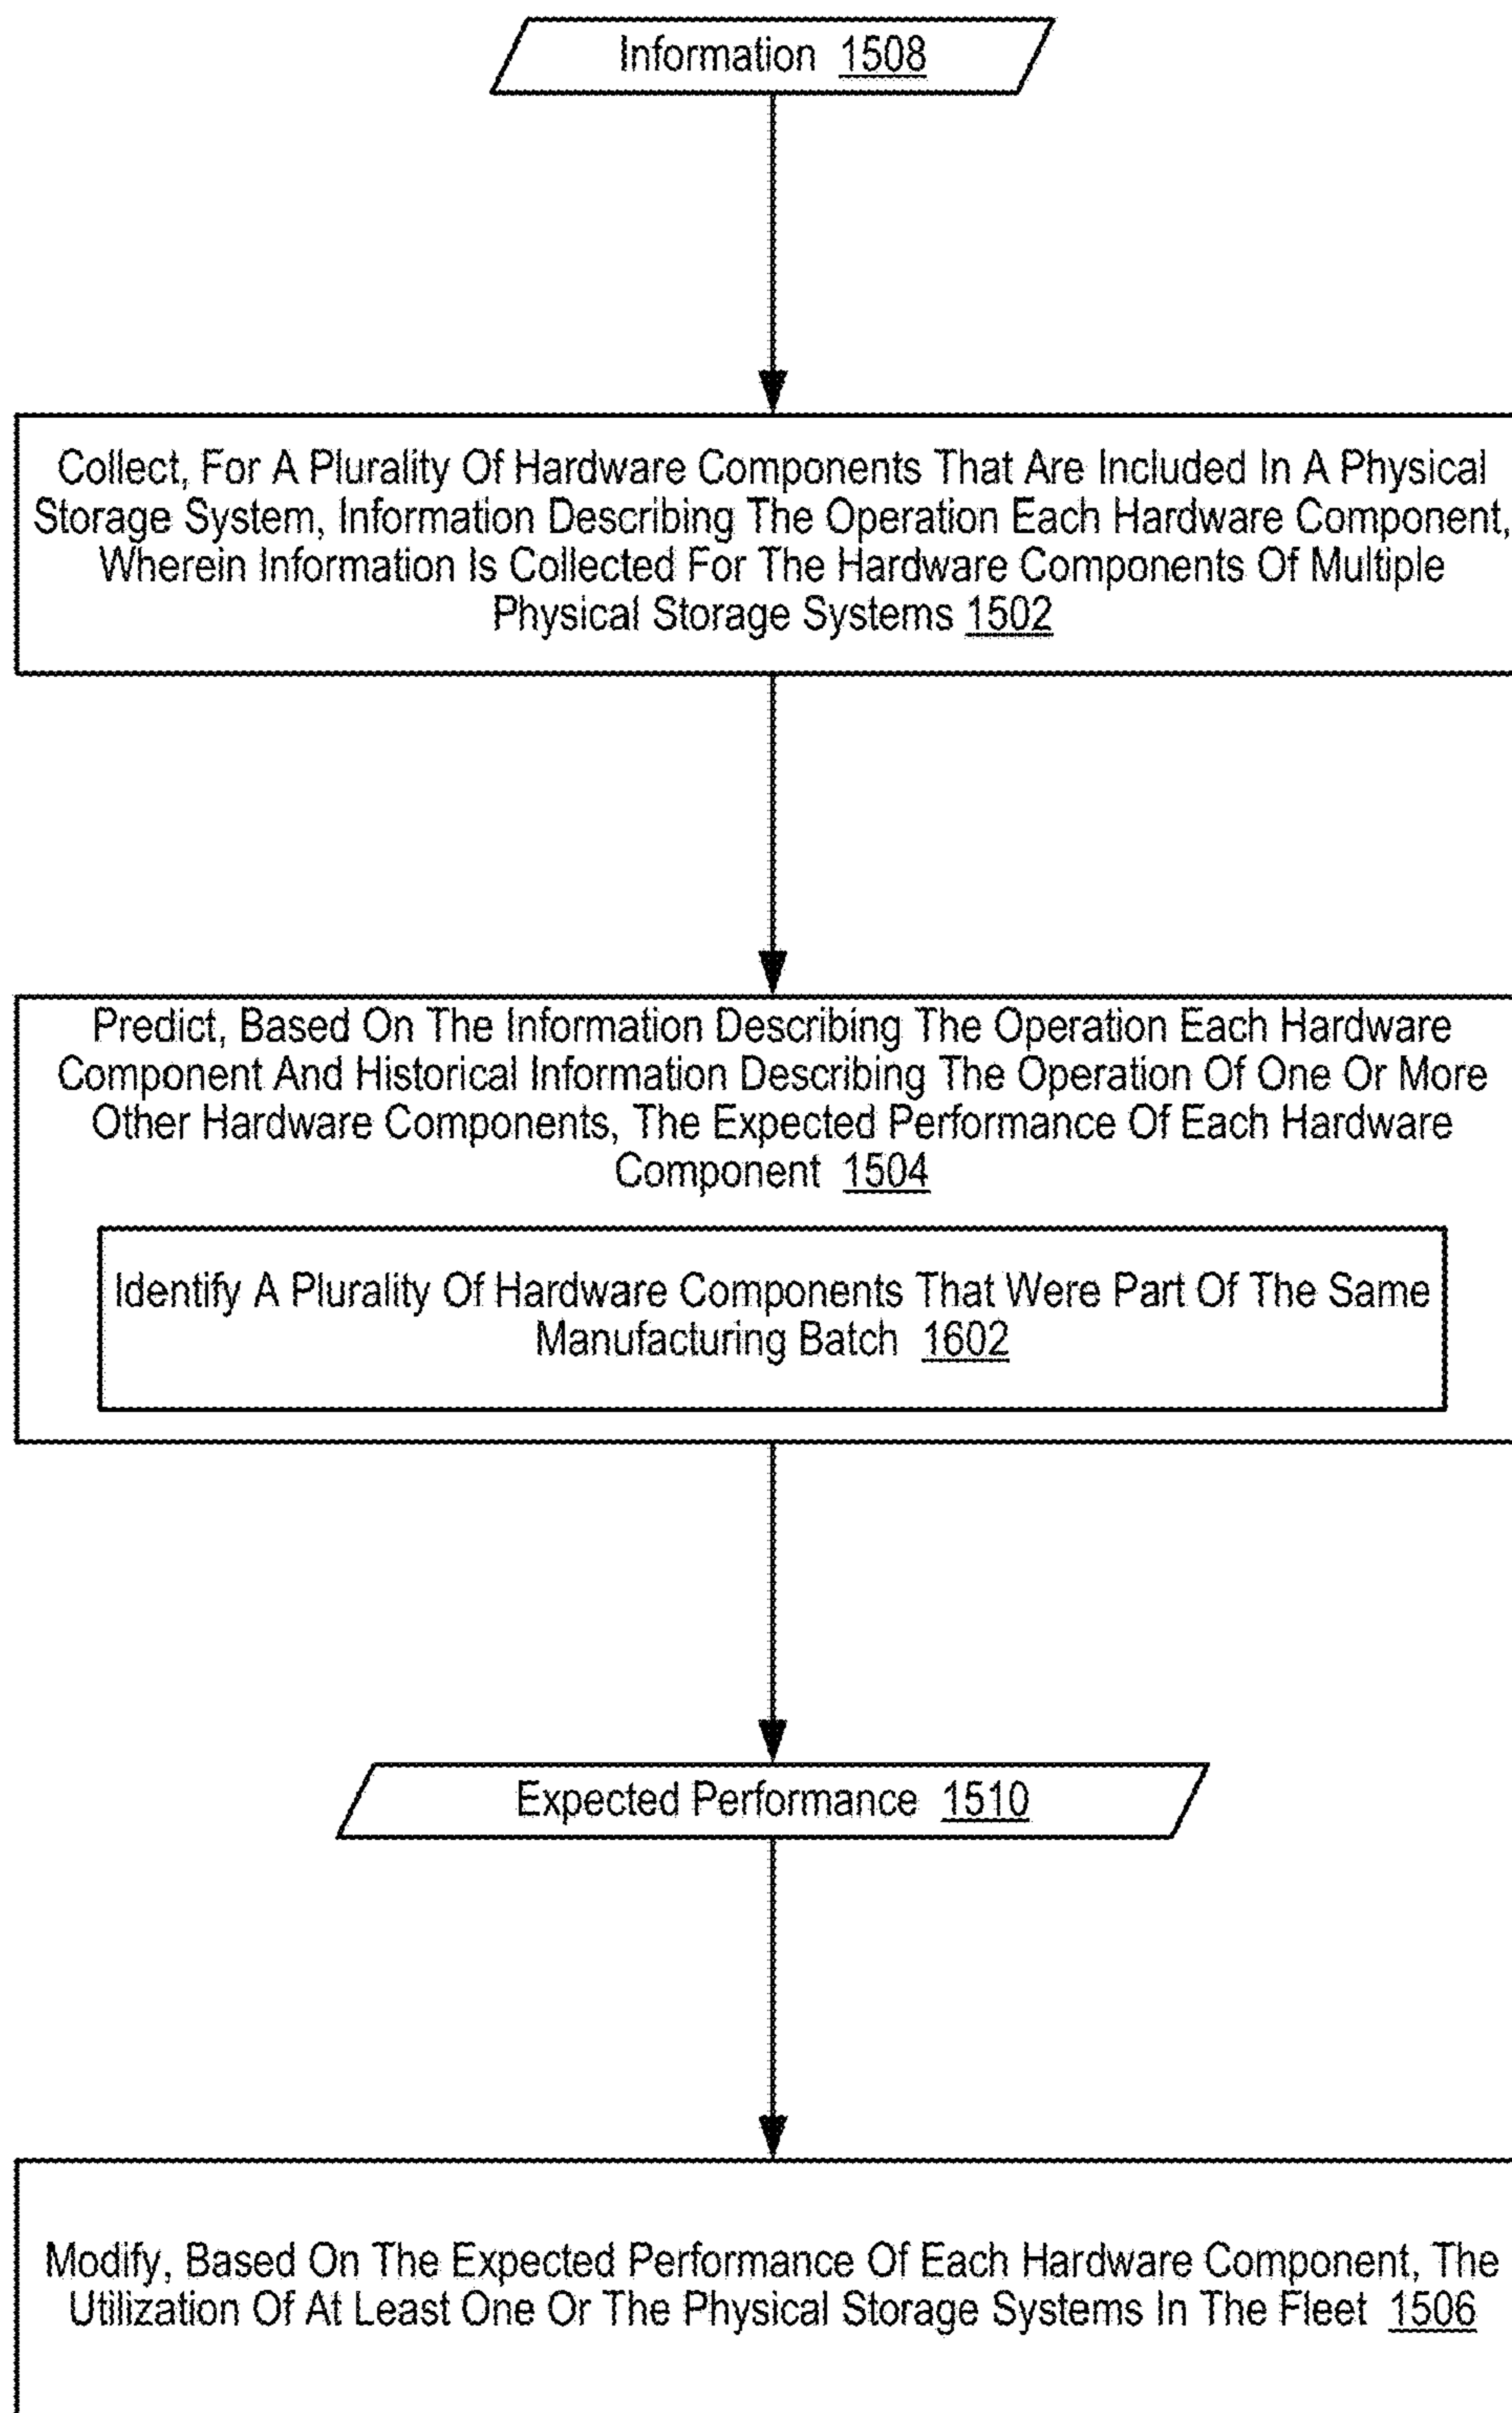 Information 1508
Collect, For A Plurality Of Hardware Components That Are Included In A Physical
Storage System, Information Describing The Operation Each Hardware Component,
Wherein Information Is Collected For The Hardware Components Of Multiple
Physical Storage Systems 1502
Predict, Based On The Information Describing The Operation Each Hardware
Component And Historical Information Describing The Operation Of One Or More
Other Hardware Components, The Expected Performance Of Each Hardware
Component 1504
Identify A Plurality Of Hardware Components That Were Part Of The Same
Manufacturing Batch 1602
Expected Performance 1510
Modify, Based On The Expected Performance Of Each Hardware Component, The
Utilization Of At Least One Or The Physical Storage Systems In The Fleet 1506